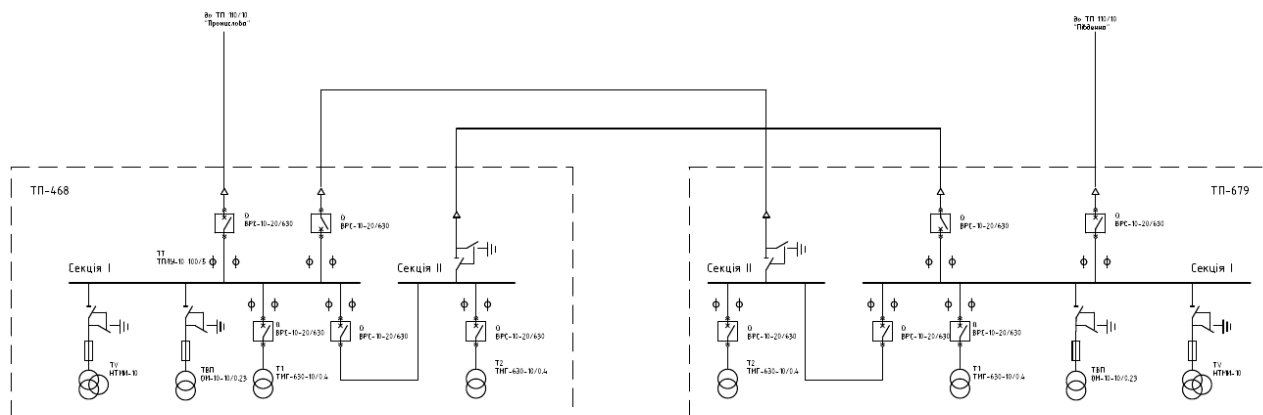 до ТП 110/10
"Промислова"
до ТП 110/10
"Південна"
ТП-468
ТП-679
Q
ВРС-10-20/630
Q
ВРС-10-20/630
Q
ВРС-10-20/630
Q
ВРС-10-20/630
ТТ
ТПЛУ-10 100/5
Секція I
Секція II
Секція II
Секція I
Q
ВРС-10-20/630
Q
ВРС-10-20/630
Q
ВРС-10-20/630
Q
ВРС-10-20/630
Q
ВРС-10-20/630
Q
ВРС-10-20/630
TV
НТМИ-10
ТВП
ОМ-10-10/0.23
Т1
ТМГ-630-10/0.4
Т2
ТМГ-630-10/0.4
Т2
ТМГ-630-10/0.4
Т1
ТМГ-630-10/0.4
ТВП
ОМ-10-10/0.23
TV
НТМИ-10